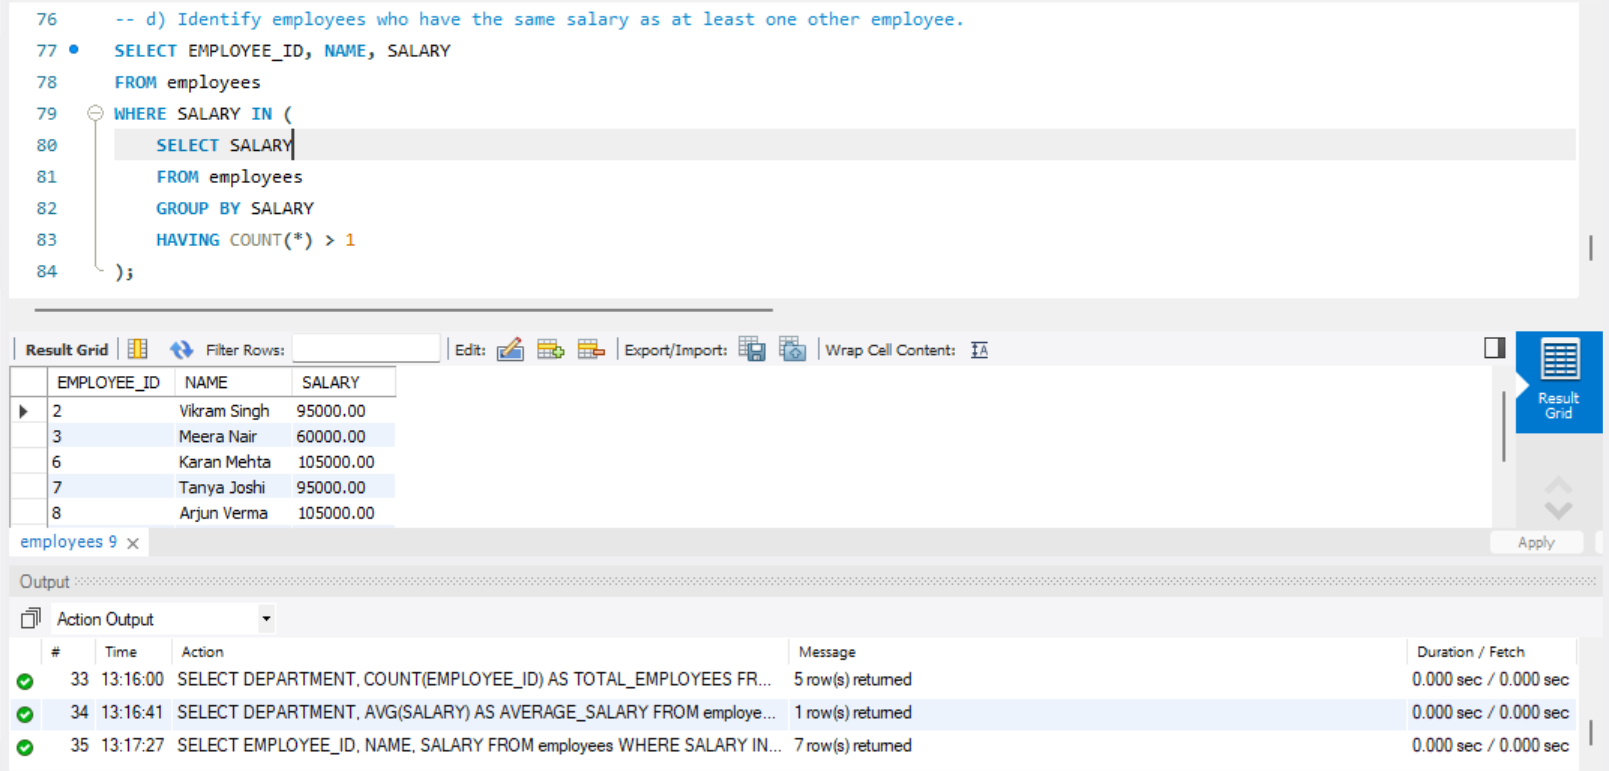 76 -- d) Identify employees who have the same salary as at least one other employee.
77 SELECT EMPLOYEE_ID, NAME, SALARY
78 FROM employees
79 WHERE SALARY IN (
80 SELECT SALARY
81 FROM employees
82 GROUP BY SALARY
83 HAVING COUNT(*) > 1
84 );
Result Grid Filter Rows: Edit: Export/Import: Wrap Cell Content: IA
Result
Grid
EMPLOYEE_ID NAME SALARY
2 Vikram Singh 95000.00
3 Meera Nair 60000.00
6 Karan Mehta 105000.00
7 Tanya Joshi 95000.00
8 Arjun Verma 105000.00
employees 9 Apply
Output
Action Output
# Time Action Message Duration / Fetch
33 13:16:00 SELECT DEPARTMENT, COUNT(EMPLOYEE_ID) AS TOTAL_EMPLOYEES FR... 5 row(s) returned 0.000 sec / 0.000 sec
34 13:16:41 SELECT DEPARTMENT, AVG(SALARY) AS AVERAGE_SALARY FROM employe... 1 row(s) returned 0.000 sec / 0.000 sec
35 13:17:27 SELECT EMPLOYEE_ID, NAME, SALARY FROM employees WHERE SALARY IN... 7 row(s) returned 0.000 sec / 0.000 sec